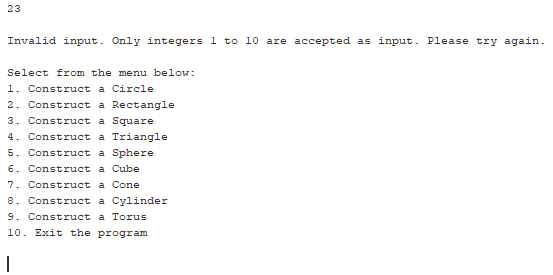 23
Invalid input. Only integers 1 to 10 are accepted as input. Please try again.
Select from the menu below:
1. Construct a Circle
2. Construct a Rectangle
3. Construct a Square
4. Construct a Triangle
5. Construct a Sphere
6. Construct a Cube
7. Construct a Cone
8. Construct a Cylinder
9. Construct a Torus
10. Exit the program